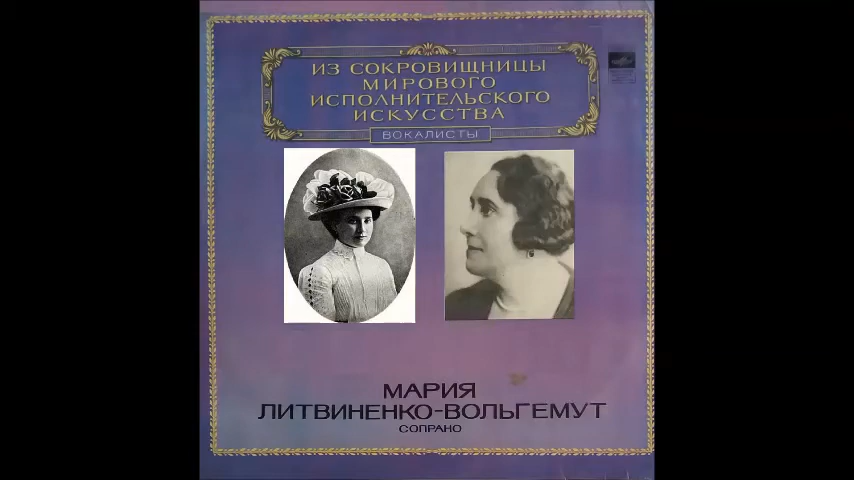 ИЗ СОКРОВИЩНИЦЫ
МИРОВОГО
ИСПОЛНИТЕЛЬСКОГО
ИСКУССТВА
ВОКАЛИСТЫ
МАРИЯ
ЛИТВИНЕНКО-ВОЛЬГЕМУТ
СОПРАНО